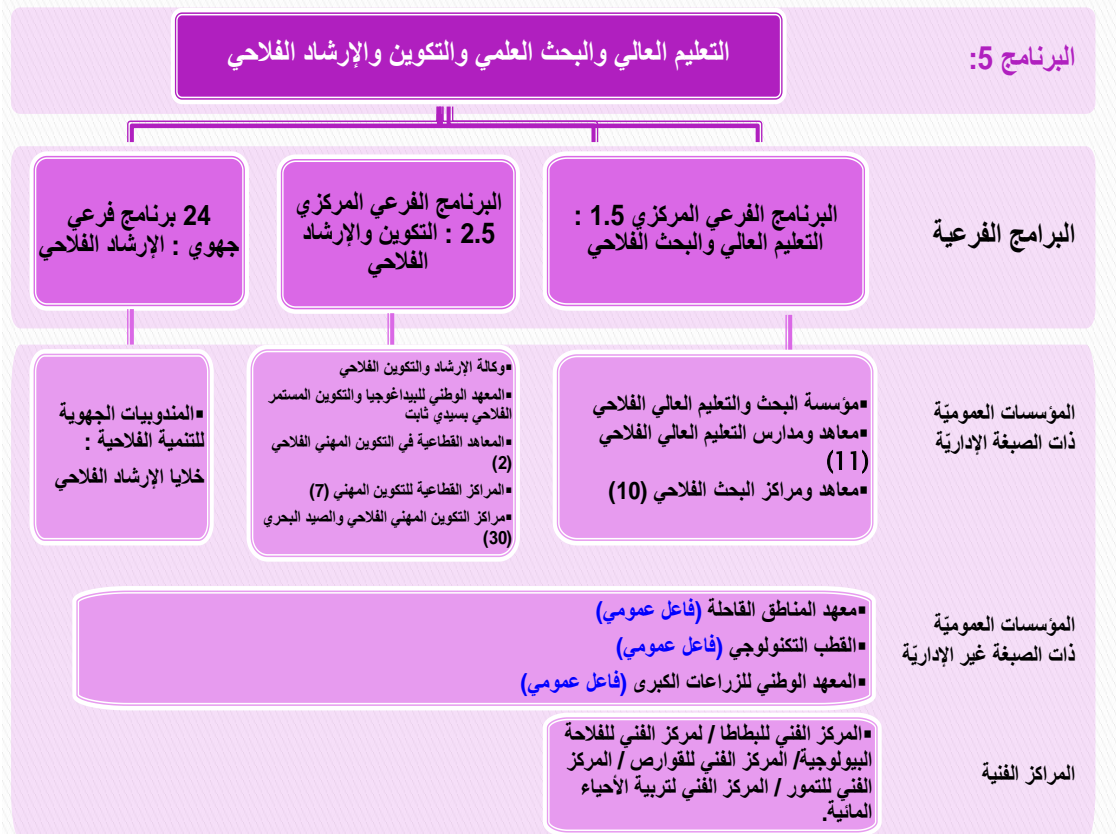 البرنامج 5:
التعليم العالي والبحث العلمي والتكوين والإرشاد الفلاحي
البرامج الفرعية
البرنامج الفرعي المركزي 1.5 :
التعليم العالي والبحث الفلاحي
البرنامج الفرعي المركزي
2.5 : التكوين والإرشاد
الفلاحي
24 برنامج فرعي
جهوي : الإرشاد الفلاحي
المؤسسات العموميّة
ذات الصبغة الإداريّة
▪مؤسسة البحث والتعليم العالي الفلاحي
▪معاهد ومدارس التعليم العالي الفلاحي
(11)
▪معاهد ومراكز البحث الفلاحي (10)
▪وكالة الإرشاد والتكوين الفلاحي
▪المعهد الوطني للبيداغوجيا والتكوين المستمر
الفلاحي بسيدي ثابت
▪المعاهد القطاعية في التكوين المهني الفلاحي
(2)
▪المراكز القطاعية للتكوين المهني (7)
▪مراكز التكوين المهني الفلاحي والصيد البحري
(30)
▪المندوبيات الجهوية
للتنمية الفلاحية :
خلايا الإرشاد الفلاحي
المؤسسات العموميّة
ذات الصبغة غير الإداريّة
▪معهد المناطق القاحلة (فاعل عمومي)
▪القطب التكنولوجي (فاعل عمومي)
▪المعهد الوطني للزراعات الكبرى (فاعل عمومي)
المراكز الفنية
▪المركز الفني للبطاطا / لمركز الفني للفلاحة
البيولوجية/ المركز الفني للقوارص / المركز
الفني للتمور / المركز الفني لتربية الأحياء
المائية.